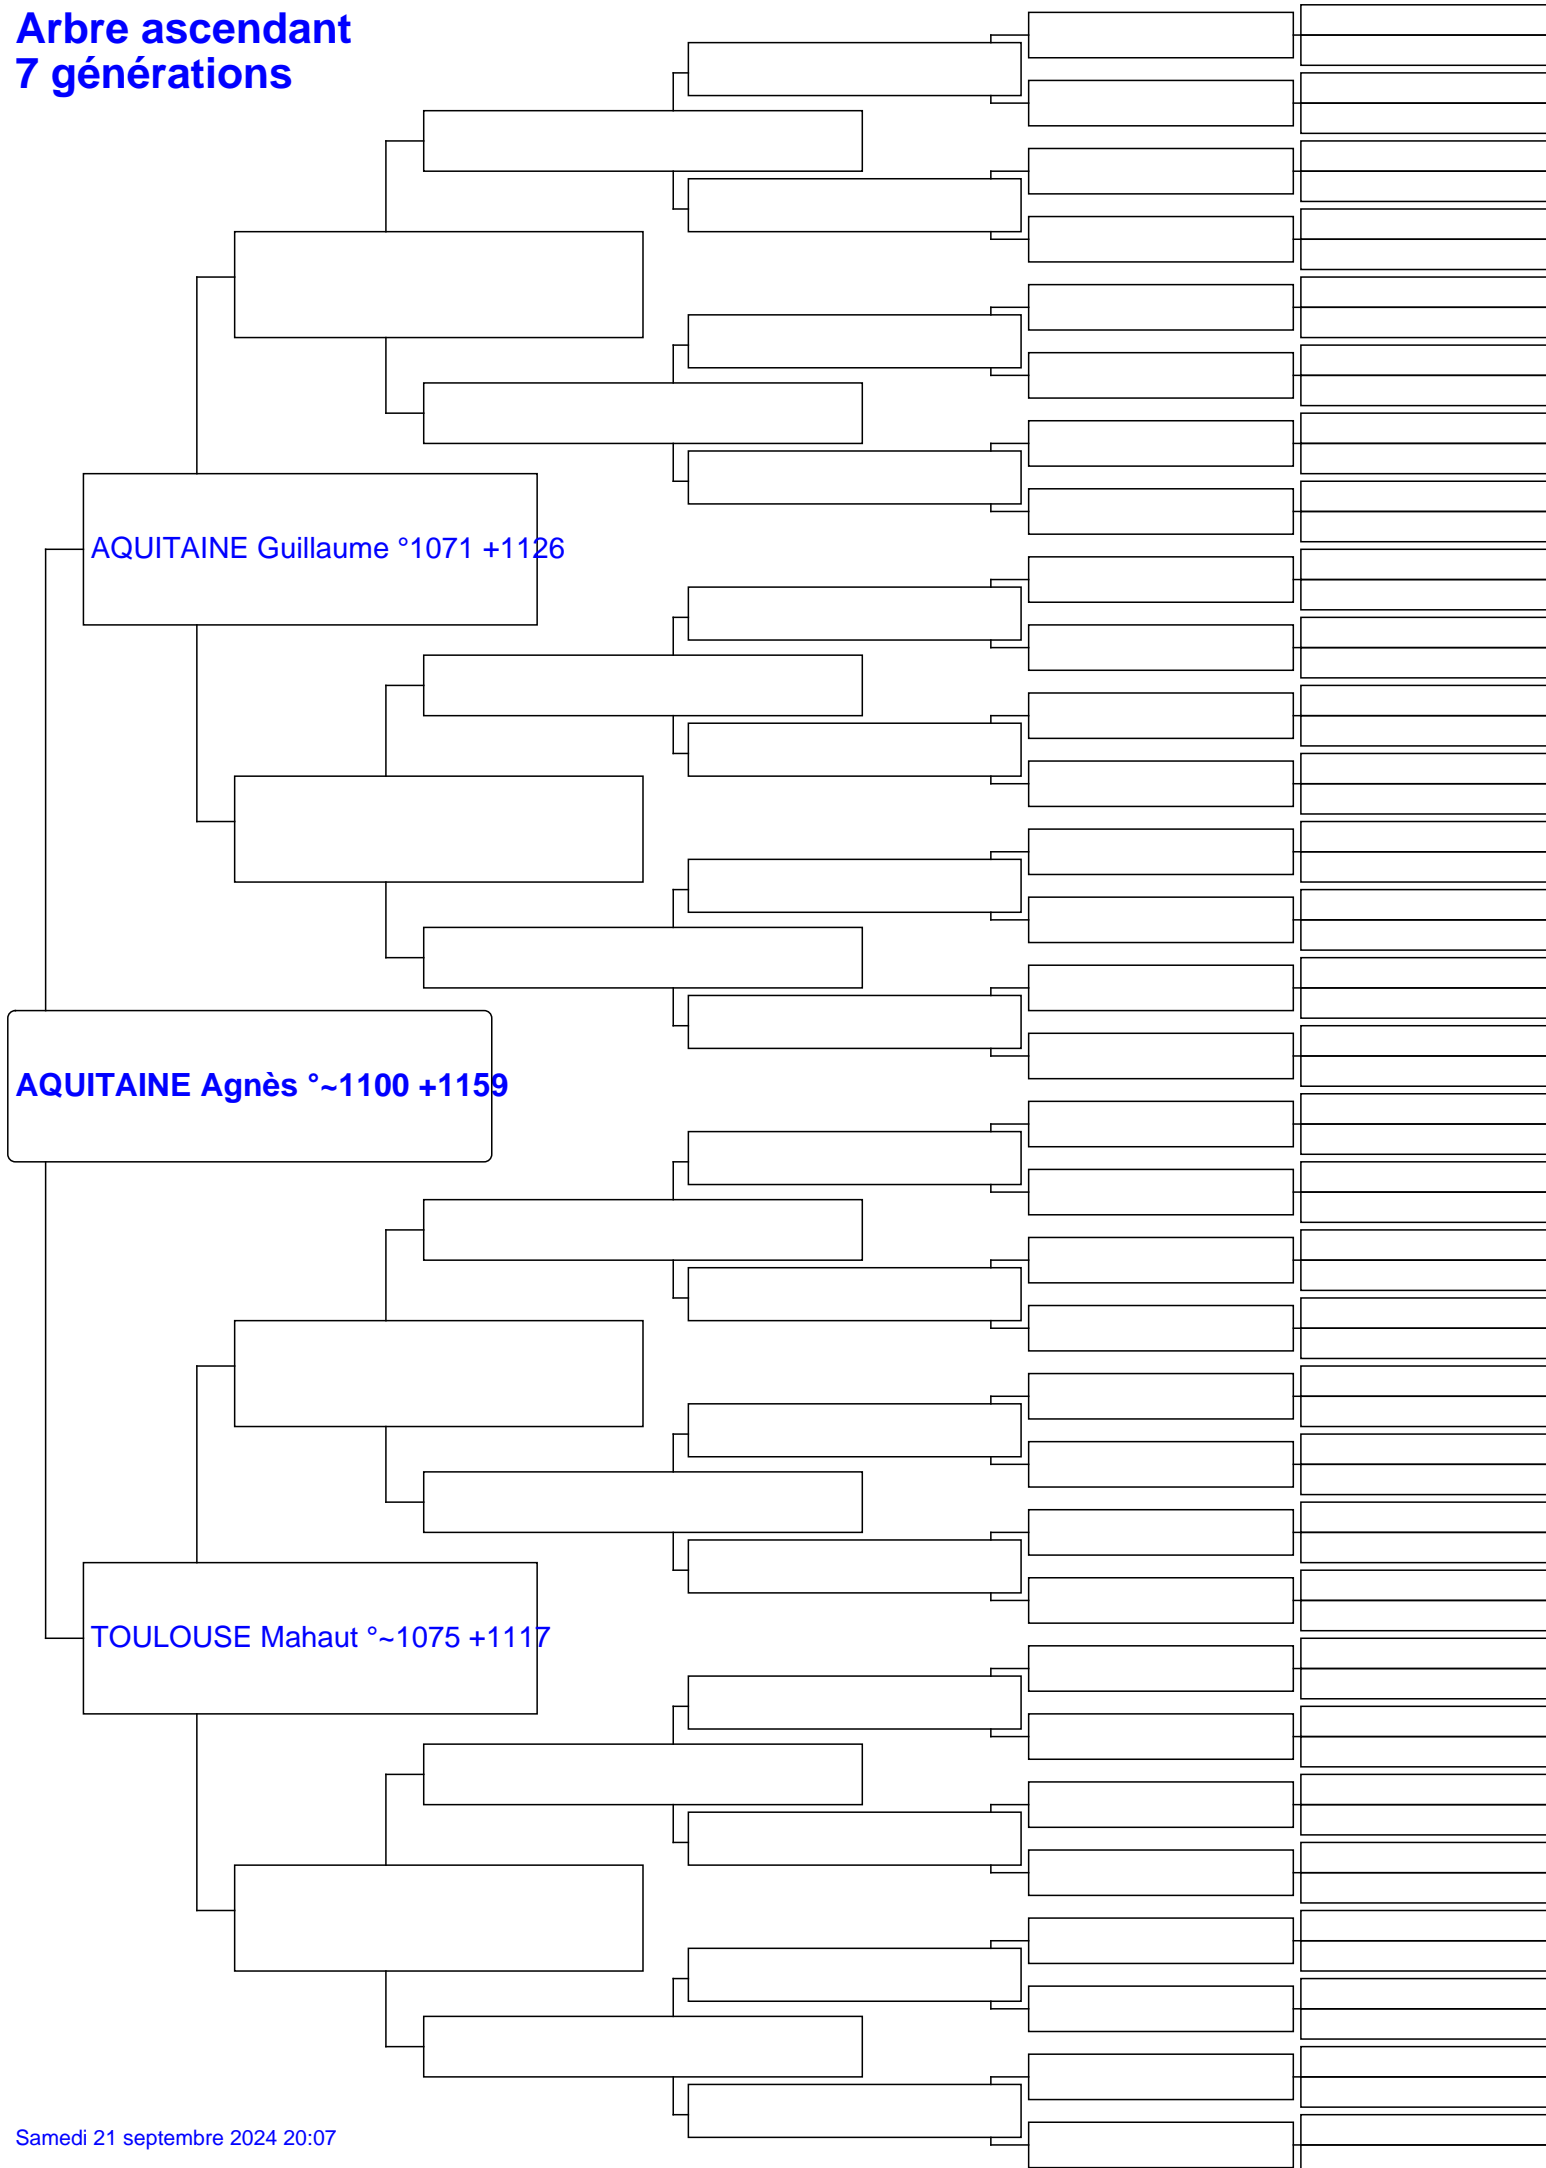 Arbre ascendant
7 générations
AQUITAINE Guillaume °1071 +1126
AQUITAINE Agnès °~1100 +1159
TOULOUSE Mahaut °~1075 +1117
Samedi 21 septembre 2024 20:07